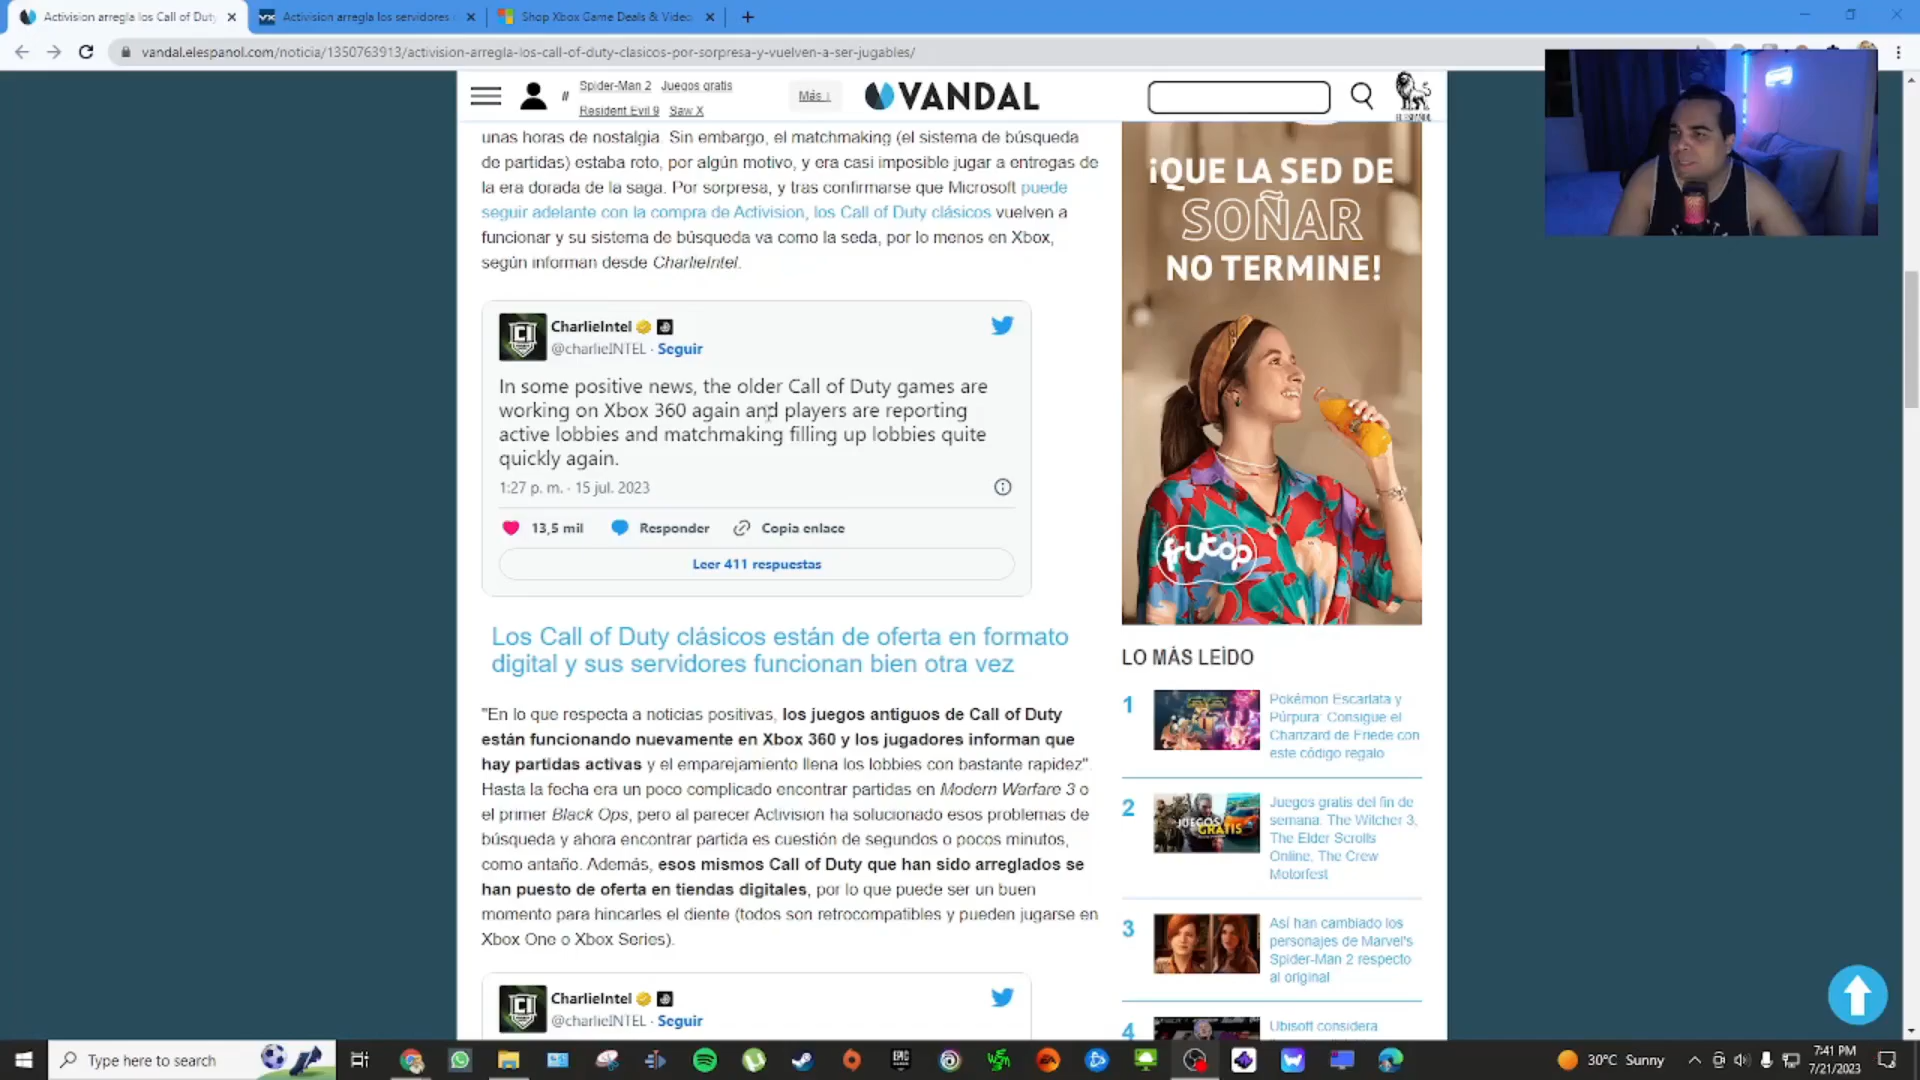 Activision arregla los Call of Duty
Activision arregla los servidores
Shop Xbox Game Deals & Video
vandal.elespanol.com/noticia/1350763913/activision-arregla-los-call-of-duty-clasicos-por-sorpresa-y-vuelven-a-ser-jugables/
// Spider-Man 2 Juegos gratis
Resident Evil 9 Saw X
Más ↓
VANDAL
EL ESPAÑOL
unas horas de nostalgia. Sin embargo, el matchmaking (el sistema de búsqueda
de partidas) estaba roto, por algún motivo, y era casi imposible jugar a entregas de
la era dorada de la saga. Por sorpresa, y tras confirmarse que Microsoft puede
seguir adelante con la compra de Activision, los Call of Duty clásicos vuelven a
funcionar y su sistema de búsqueda va como la seda, por lo menos en Xbox,
según informan desde CharlieIntel.
CharlieIntel
@charlieINTEL · Seguir
In some positive news, the older Call of Duty games are
working on Xbox 360 again and players are reporting
active lobbies and matchmaking filling up lobbies quite
quickly again.
1:27 p. m. · 15 jul. 2023
13,5 mil Responder Copia enlace
Leer 411 respuestas
Los Call of Duty clásicos están de oferta en formato
digital y sus servidores funcionan bien otra vez
"En lo que respecta a noticias positivas, los juegos antiguos de Call of Duty
están funcionando nuevamente en Xbox 360 y los jugadores informan que
hay partidas activas y el emparejamiento llena los lobbies con bastante rapidez".
Hasta la fecha era un poco complicado encontrar partidas en Modern Warfare 3 o
el primer Black Ops, pero al parecer Activision ha solucionado esos problemas de
búsqueda y ahora encontrar partida es cuestión de segundos o pocos minutos,
como antaño. Además, esos mismos Call of Duty que han sido arreglados se
han puesto de oferta en tiendas digitales, por lo que puede ser un buen
momento para hincarles el diente (todos son retrocompatibles y pueden jugarse en
Xbox One o Xbox Series).
CharlieIntel
@charlieINTEL · Seguir
¡QUE LA SED DE
SOÑAR
NO TERMINE!
frutop
LO MÁS LEÍDO
1
Pokémon Escarlata y
Púrpura: Consigue el
Charizard de Friede con
este código regalo
2
JUEGOS
GRATIS
Juegos gratis del fin de
semana: The Witcher 3,
The Elder Scrolls
Online, The Crew
Motorfest
3
Así han cambiado los
personajes de Marvel's
Spider-Man 2 respecto
al original
4
Ubisoft considera
Type here to search
EPIC
EA
30°C Sunny
7:41 PM
7/21/2023